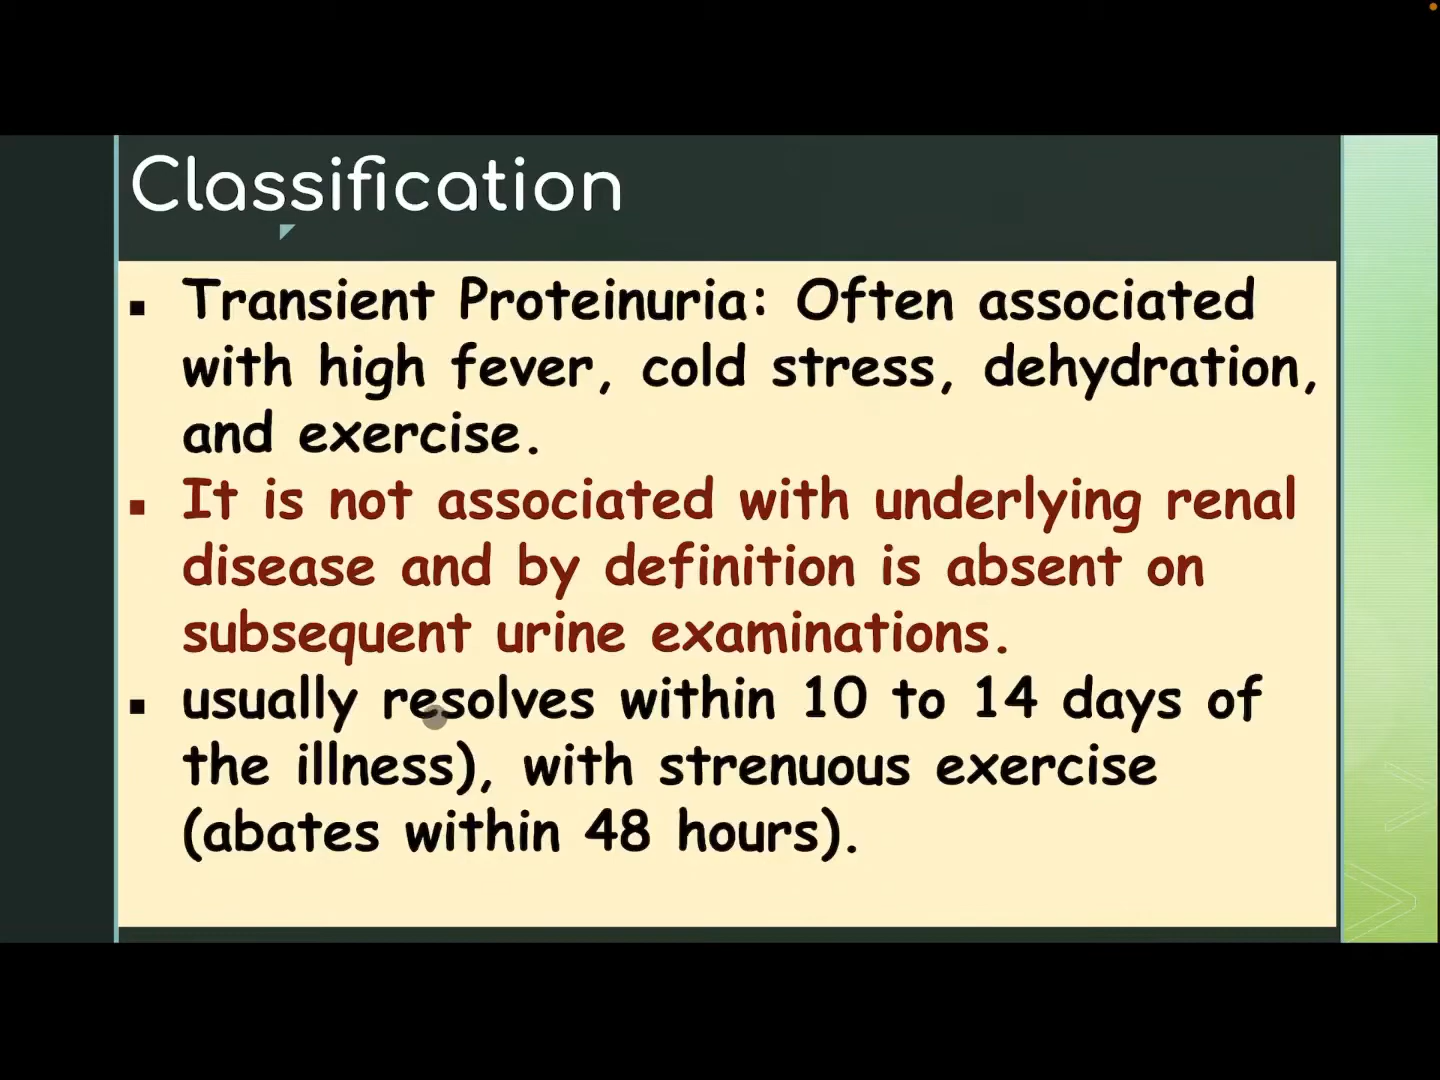 Classification
▪ Transient Proteinuria: Often associated
with high fever, cold stress, dehydration,
and exercise.
▪ It is not associated with underlying renal
disease and by definition is absent on
subsequent urine examinations.
▪ usually resolves within 10 to 14 days of
the illness), with strenuous exercise
(abates within 48 hours).